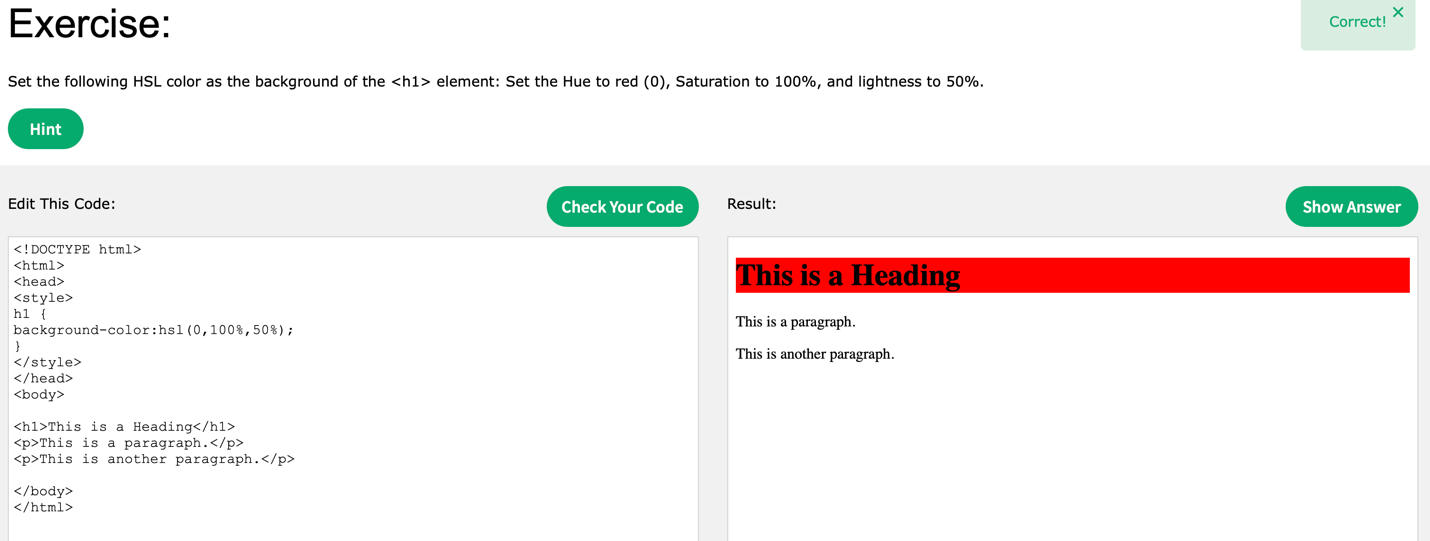 Exercise:
Correct! ×
Set the following HSL color as the background of the <h1> element: Set the Hue to red (0), Saturation to 100%, and lightness to 50%.
Hint
Edit This Code:
Check Your Code
<!DOCTYPE html>
<html>
<head>
<style>
h1 {
background-color:hsl(0,100%,50%);
}
</style>
</head>
<body>
<h1>This is a Heading</h1>
<p>This is a paragraph.</p>
<p>This is another paragraph.</p>
</body>
</html>
Result:
Show Answer
This is a Heading
This is a paragraph.
This is another paragraph.